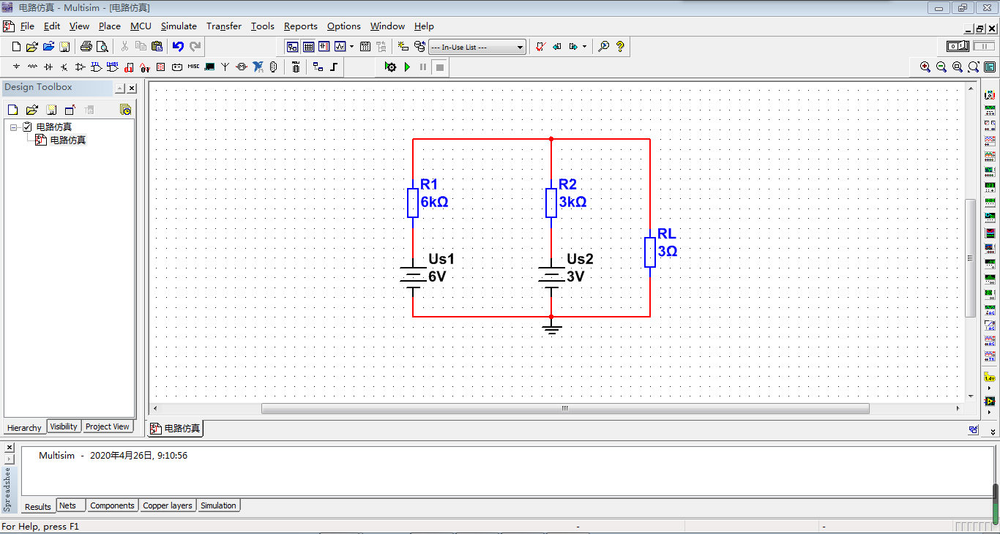 电路仿真 - Multisim - [电路仿真]
File Edit View Place MCU Simulate Transfer Tools Reports Options Window Help
--- In-Use List ---
MISC
Design Toolbox
电路仿真
电路仿真
R1
6kΩ
R2
3kΩ
RL
3Ω
Us1
6V
Us2
3V
Hierarchy Visibility Project View
电路仿真
Multisim - 2020年4月26日, 9:10:56
Spreadshee
Results Nets Components Copper layers Simulation
For Help, press F1 - -